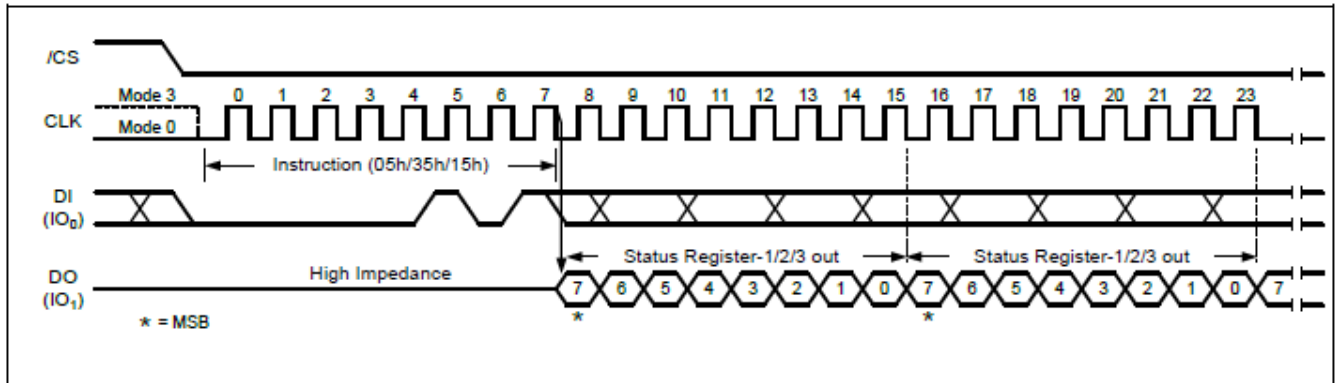 /CS
Mode 3 0 1 2 3 4 5 6 7 8 9 10 11 12 13 14 15 16 17 18 19 20 21 22 23
CLK
Mode 0
Instruction (05h/35h/15h)
DI
(IO₀)
Status Register-1/2/3 out Status Register-1/2/3 out
High Impedance
DO
(IO₁)
7 6 5 4 3 2 1 0 7 6 5 4 3 2 1 0 7
* *
* = MSB